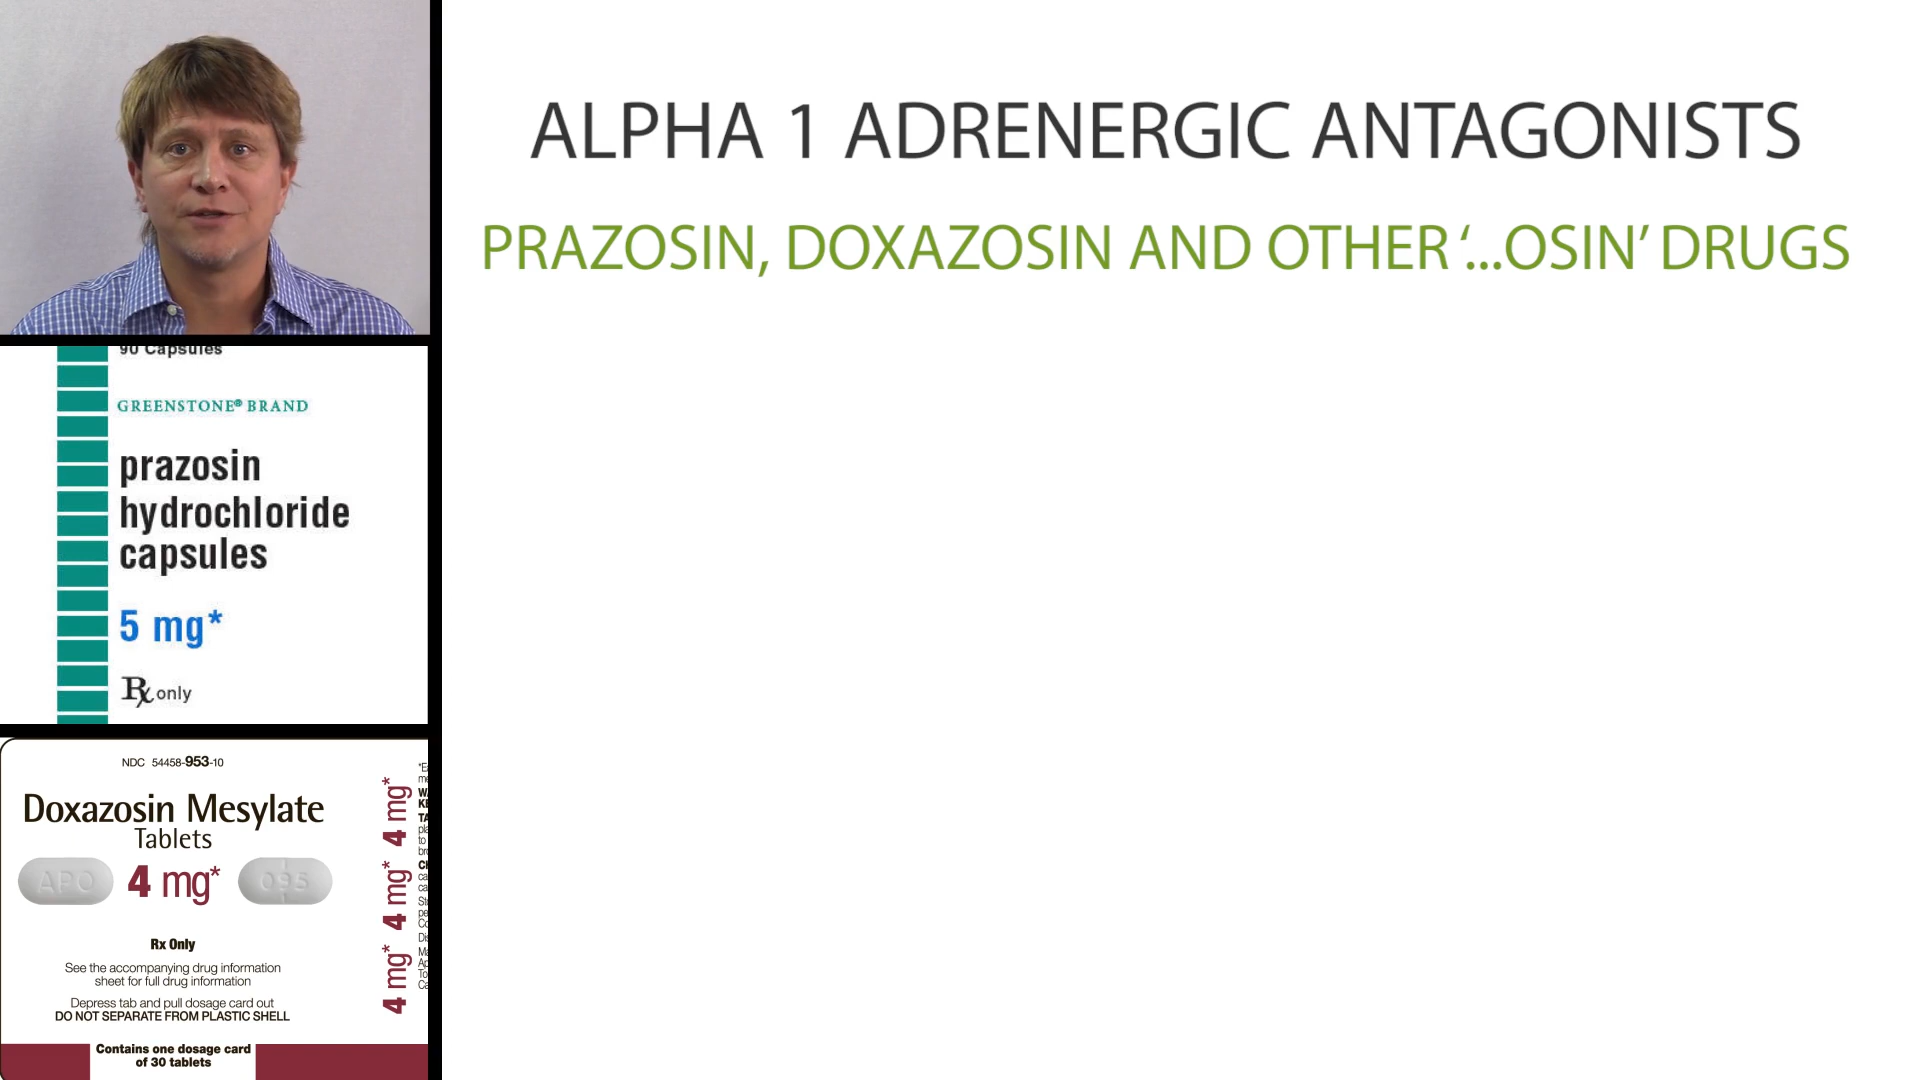 ALPHA 1 ADRENERGIC ANTAGONISTS
PRAZOSIN, DOXAZOSIN AND OTHER ‘...OSIN’ DRUGS
90 Capsules
GREENSTONE® BRAND
prazosin
hydrochloride
capsules
5 mg*
Rx only
NDC 54458-953-10
Doxazosin Mesylate
Tablets
APO 4 mg* 095
Rx Only
See the accompanying drug information
sheet for full drug information
Depress tab and pull dosage card out
DO NOT SEPARATE FROM PLASTIC SHELL
Contains one dosage card
of 30 tablets
4 mg* 4 mg* 4 mg*